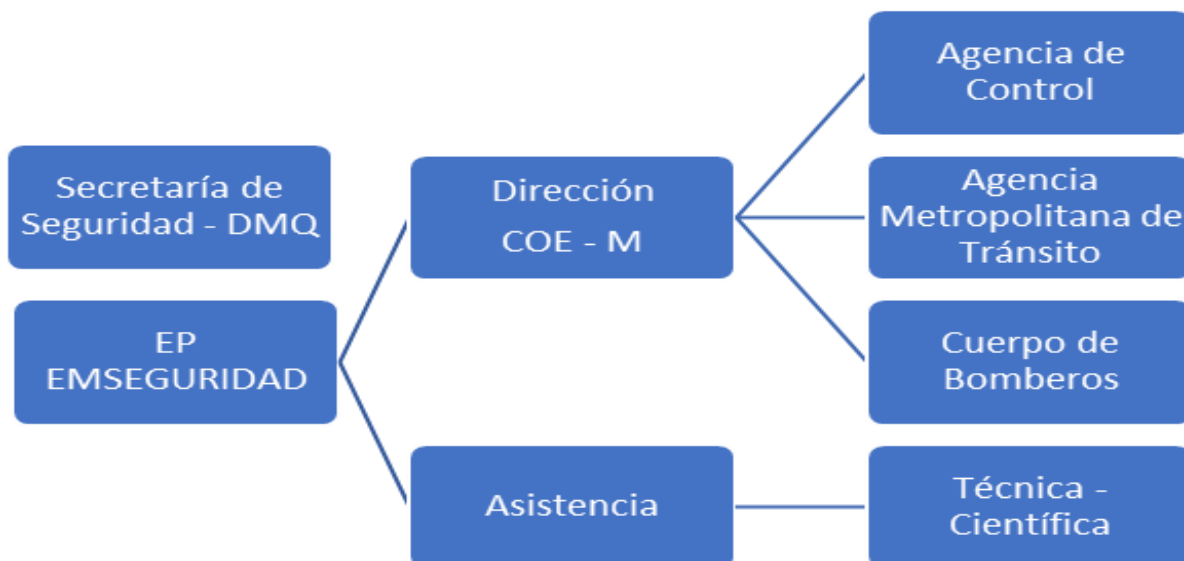 Secretaría de
Seguridad - DMQ
EP
EMSEGURIDAD
Dirección
COE - M
Asistencia
Agencia de
Control
Agencia
Metropolitana de
Tránsito
Cuerpo de
Bomberos
Técnica -
Científica